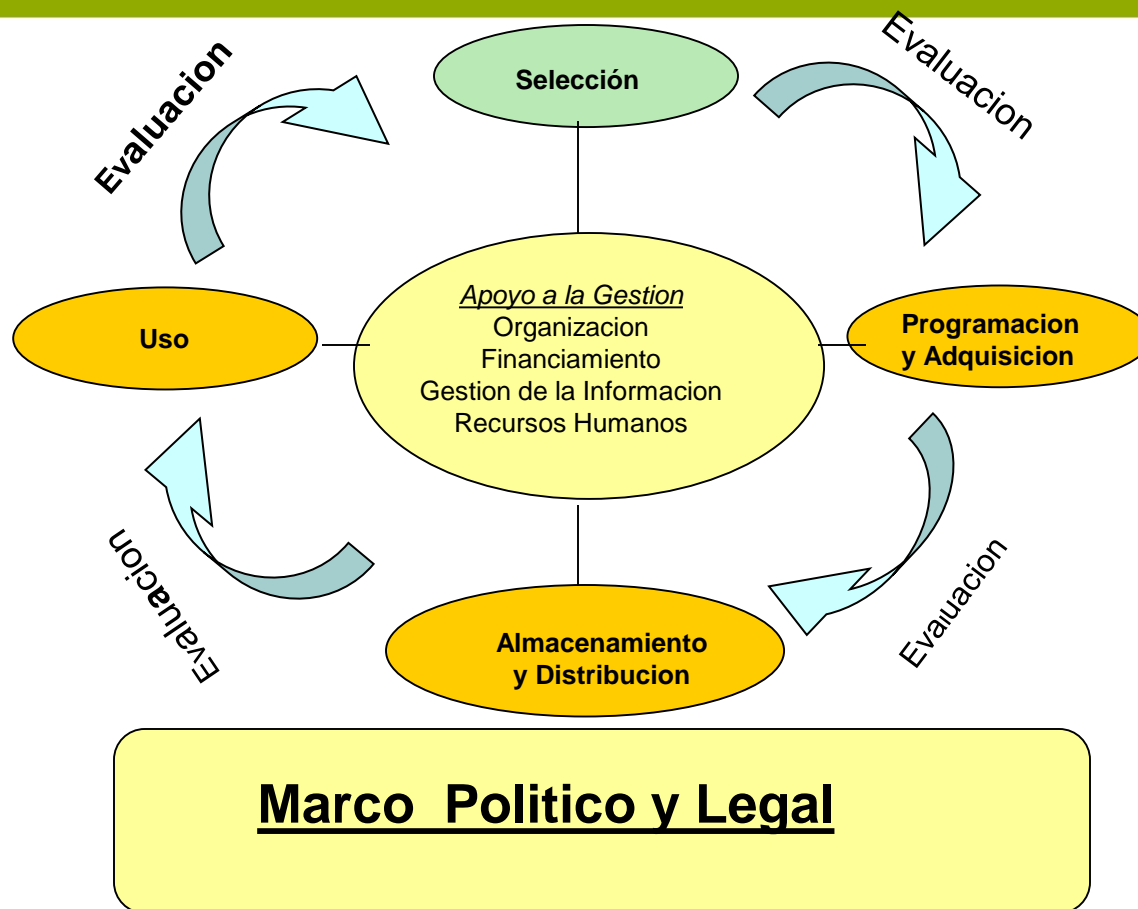 Evaluacion
Selección
Evaluacion
Apoyo a la Gestion
Organizacion
Financiamiento
Gestion de la Informacion
Recursos Humanos
Uso
Programacion
y Adquisicion
Evaluacion
Evaluacion
Almacenamiento
y Distribucion
Marco Politico y Legal